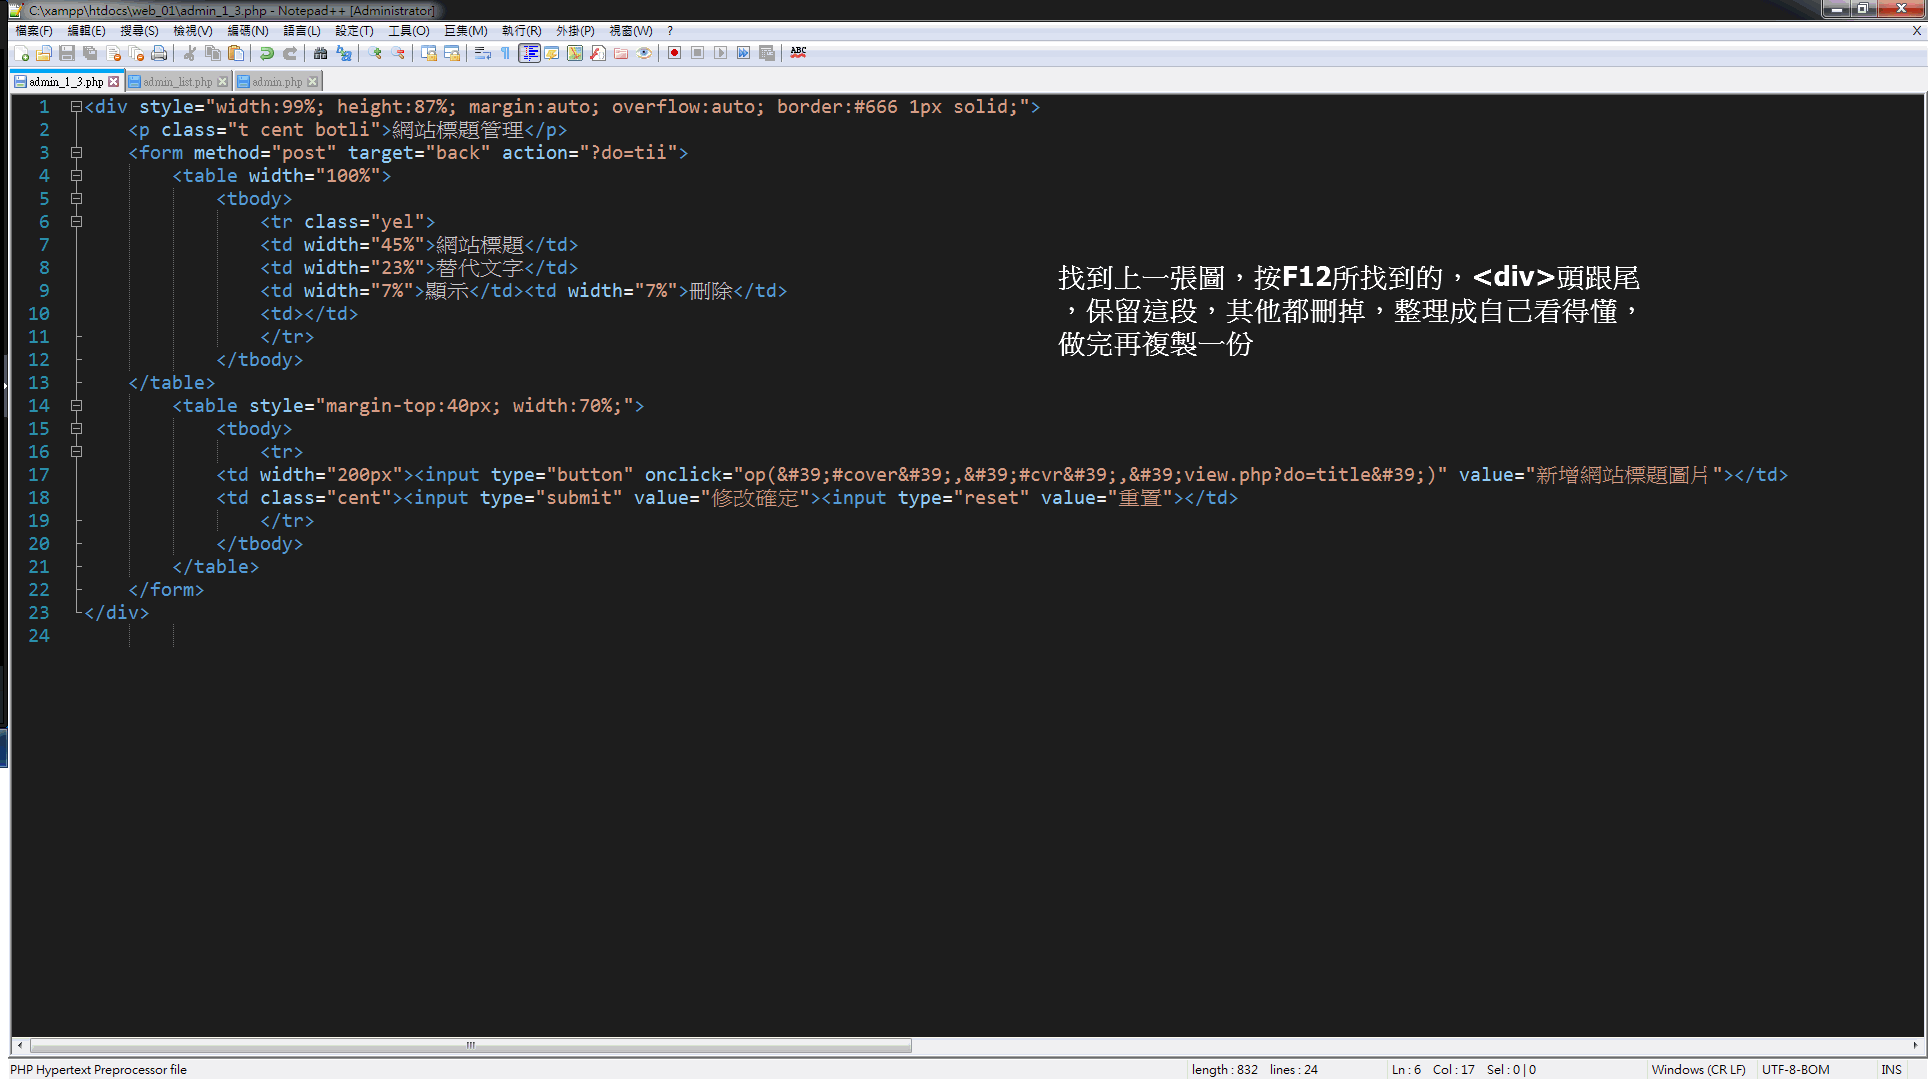 C:\xampp\htdocs\web_01\admin_1_3.php - Notepad++ [Administrator]
檔案(F) 編輯(E) 搜尋(S) 檢視(V) 編碼(N) 語言(L) 設定(T) 工具(O) 巨集(M) 執行(R) 外掛(P) 視窗(W) ? X
ABC
admin_1_3.php admin_list.php admin.php
1 <div style="width:99%; height:87%; margin:auto; overflow:auto; border:#666 1px solid;">
2 <p class="t cent botli">網站標題管理</p>
3 <form method="post" target="back" action="?do=tii">
4 <table width="100%">
5 <tbody>
6 <tr class="yel">
7 <td width="45%">網站標題</td>
8 <td width="23%">替代文字</td>
9 <td width="7%">顯示</td><td width="7%">刪除</td>
10 <td></td>
11 </tr>
12 </tbody>
13 </table>
14 <table style="margin-top:40px; width:70%;">
15 <tbody>
16 <tr>
17 <td width="200px"><input type="button" onclick="op(&#39;#cover&#39;,&#39;#cvr&#39;,&#39;view.php?do=title&#39;)" value="新增網站標題圖片"></td>
18 <td class="cent"><input type="submit" value="修改確定"><input type="reset" value="重置"></td>
19 </tr>
20 </tbody>
21 </table>
22 </form>
23 </div>
24
找到上一張圖，按F12所找到的，<div>頭跟尾
，保留這段，其他都刪掉，整理成自己看得懂，
做完再複製一份
PHP Hypertext Preprocessor file length : 832 lines : 24 Ln : 6 Col : 17 Sel : 0 | 0 Windows (CR LF) UTF-8-BOM INS